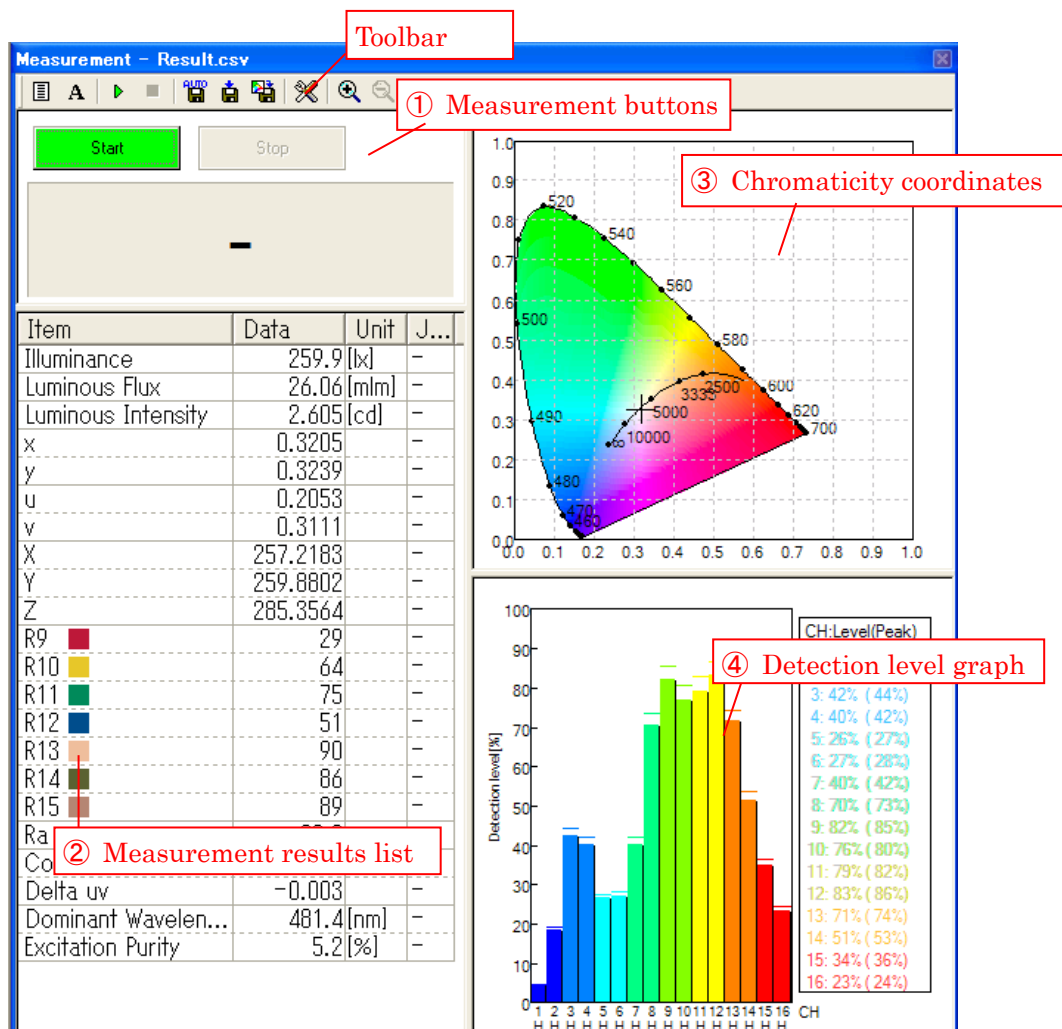 Toolbar
Measurement - Result.csv
A AUTO
① Measurement buttons
Start Stop
-
Item Data Unit J...
Illuminance 259.9 [lx] -
Luminous Flux 26.06 [mlm] -
Luminous Intensity 2.605 [cd] -
x 0.3205 -
y 0.3239 -
u 0.2053 -
v 0.3111 -
X 257.2183 -
Y 259.8802 -
Z 285.3564 -
R9 29 -
R10 64 -
R11 75 -
R12 51 -
R13 90 -
R14 86 -
R15 89 -
Ra
② Measurement results list
Co
Delta uv -0.003 -
Dominant Wavelen... 481.4 [nm] -
Excitation Purity 5.2 [%] -
③ Chromaticity coordinates
1.0
0.9
0.8
0.7
0.6
0.5
0.4
0.3
0.2
0.1
0.0
0.0 0.1 0.2 0.3 0.4 0.5 0.6 0.7 0.8 0.9 1.0
520
540
560
500
580
600
2500
3333
620
5000
490
700
10000
∞
480
470
460
④ Detection level graph
Detection level[%]
100
90
80
70
60
50
40
30
20
10
0
1 2 3 4 5 6 7 8 9 10 11 12 13 14 15 16 CH
H H H H H H H H H H H H H H H H
CH:Level(Peak)
3: 42% ( 44%)
4: 40% ( 42%)
5: 26% ( 27%)
6: 27% ( 28%)
7: 40% ( 42%)
8: 70% ( 73%)
9: 82% ( 85%)
10: 76% ( 80%)
11: 79% ( 82%)
12: 83% ( 86%)
13: 71% ( 74%)
14: 51% ( 53%)
15: 34% ( 36%)
16: 23% ( 24%)